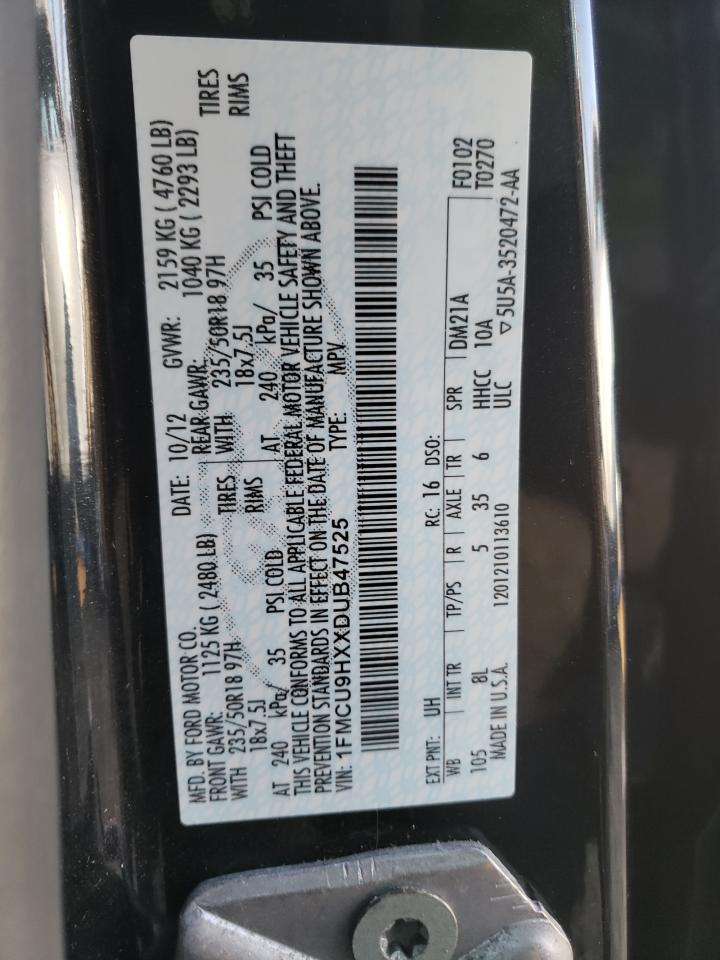 MFD. BY FORD MOTOR CO. DATE: 10/12 GVWR: 2159 KG ( 4760 LB)
FRONT GAWR: 1125 KG ( 2480 LB) REAR GAWR: 1040 KG ( 2293 LB)
WITH 235/50R18 97H TIRES WITH 235/50R18 97H TIRES
18x7.5J RIMS 18x7.5J RIMS
AT 240 kPa/ 35 PSI COLD AT 240 kPa/ 35 PSI COLD
THIS VEHICLE CONFORMS TO ALL APPLICABLE FEDERAL MOTOR VEHICLE SAFETY AND THEFT
PREVENTION STANDARDS IN EFFECT ON THE DATE OF MANUFACTURE SHOWN ABOVE.
VIN: 1FMCU9HXXDUB47525 TYPE: MPV
EXT PNT: UH RC: 16 DSO: F0102
WB INT TR TP/PS R AXLE TR SPR DM21A T0270
105 8L 5 35 6 HHCC 10A
MADE IN U.S.A. 1201210113610 ULC ▽5U5A-3520472-AA